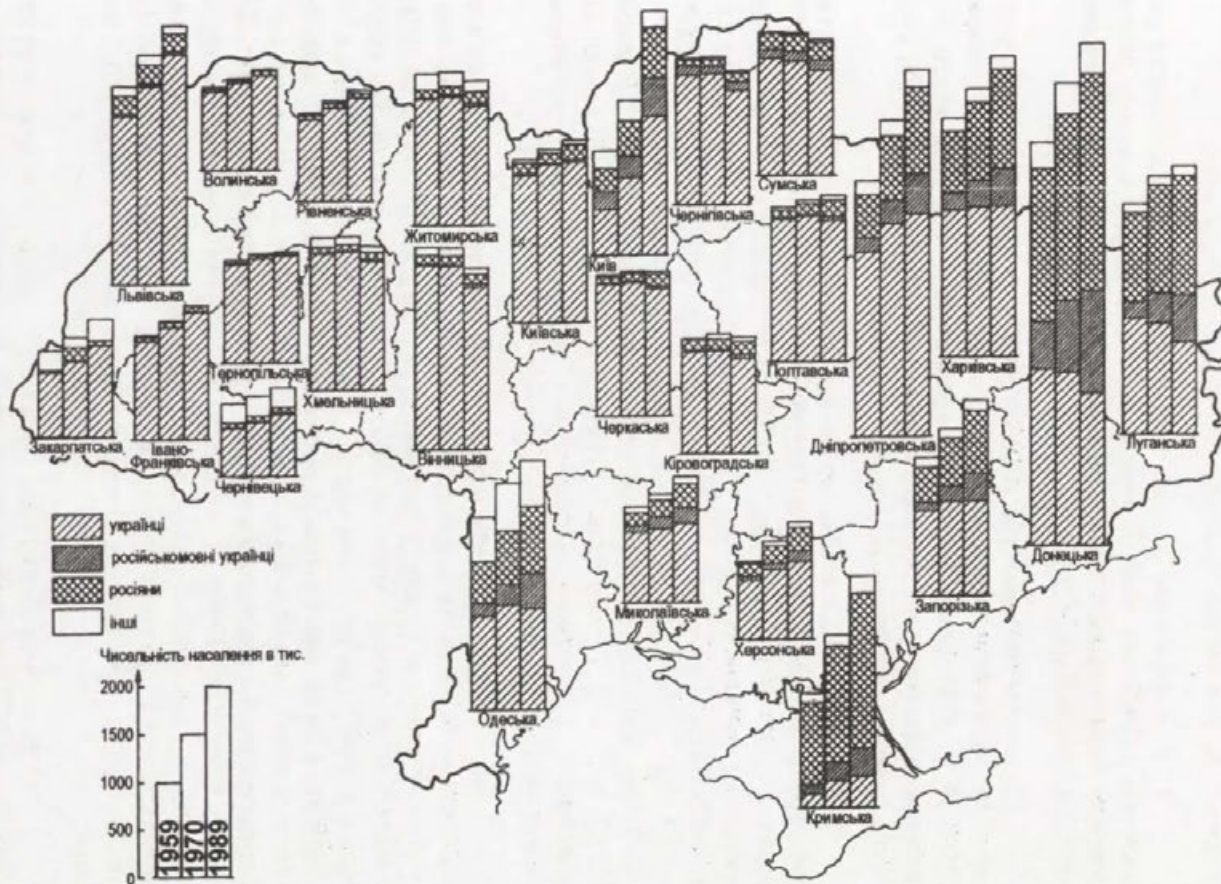 Волинська
Рівненська
Житомирська
Київ
Чернігівська
Сумська
Львівська
Тернопільська
Хмельницька
Київська
Черкаська
Полтавська
Харківська
Закарпатська
Івано-
Франківська
Чернівецька
Вінницька
Кіровоградська
Дніпропетровська
Луганська
Донецька
Запорізька
Миколаївська
Херсонська
Одеська
Кримська
українці
російськомовні українці
росіяни
інші
Чисельність населення в тис.
2000
1500
1000
500
0
1959
1970
1989